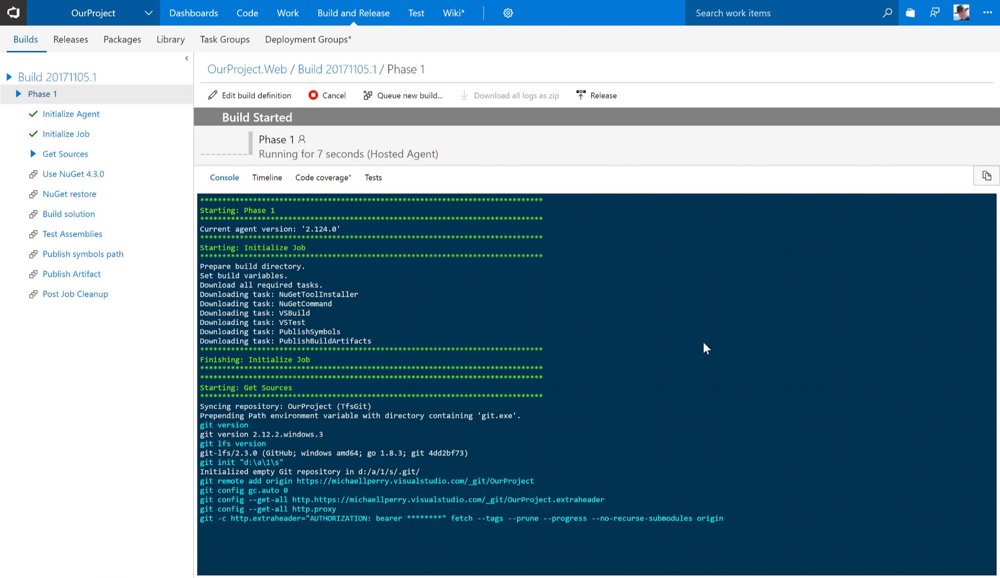 OurProject
Dashboards
Code
Work
Build and Release
Test
Wiki*
Search work items
Builds
Releases
Packages
Library
Task Groups
Deployment Groups*
Build 20171105.1
Phase 1
Initialize Agent
Initialize Job
Get Sources
Use NuGet 4.3.0
NuGet restore
Build solution
Test Assemblies
Publish symbols path
Publish Artifact
Post Job Cleanup
OurProject.Web / Build 20171105.1 / Phase 1
Edit build definition
Cancel
Queue new build...
Download all logs as zip
Release
Build Started
Phase 1
Running for 7 seconds (Hosted Agent)
Console
Timeline
Code coverage*
Tests
******************************************************************************
Starting: Phase 1
******************************************************************************
Current agent version: '2.124.0'
******************************************************************************
Starting: Initialize Job
******************************************************************************
Prepare build directory.
Set build variables.
Download all required tasks.
Downloading task: NuGetToolInstaller
Downloading task: NuGetCommand
Downloading task: VSBuild
Downloading task: VSTest
Downloading task: PublishSymbols
Downloading task: PublishBuildArtifacts
******************************************************************************
Finishing: Initialize Job
******************************************************************************
******************************************************************************
Starting: Get Sources
******************************************************************************
Syncing repository: OurProject (TfsGit)
Prepending Path environment variable with directory containing 'git.exe'.
git version
git version 2.12.2.windows.3
git lfs version
git-lfs/2.3.0 (GitHub; windows amd64; go 1.8.3; git 4dd2bf73)
git init "d:\a\1\s"
Initialized empty Git repository in d:/a/1/s/.git/
git remote add origin https://michaellperry.visualstudio.com/_git/OurProject
git config gc.auto 0
git config --get-all http.https://michaellperry.visualstudio.com/_git/OurProject.extraheader
git config --get-all http.proxy
git -c http.extraheader="AUTHORIZATION: bearer ********" fetch --tags --prune --progress --no-recurse-submodules origin